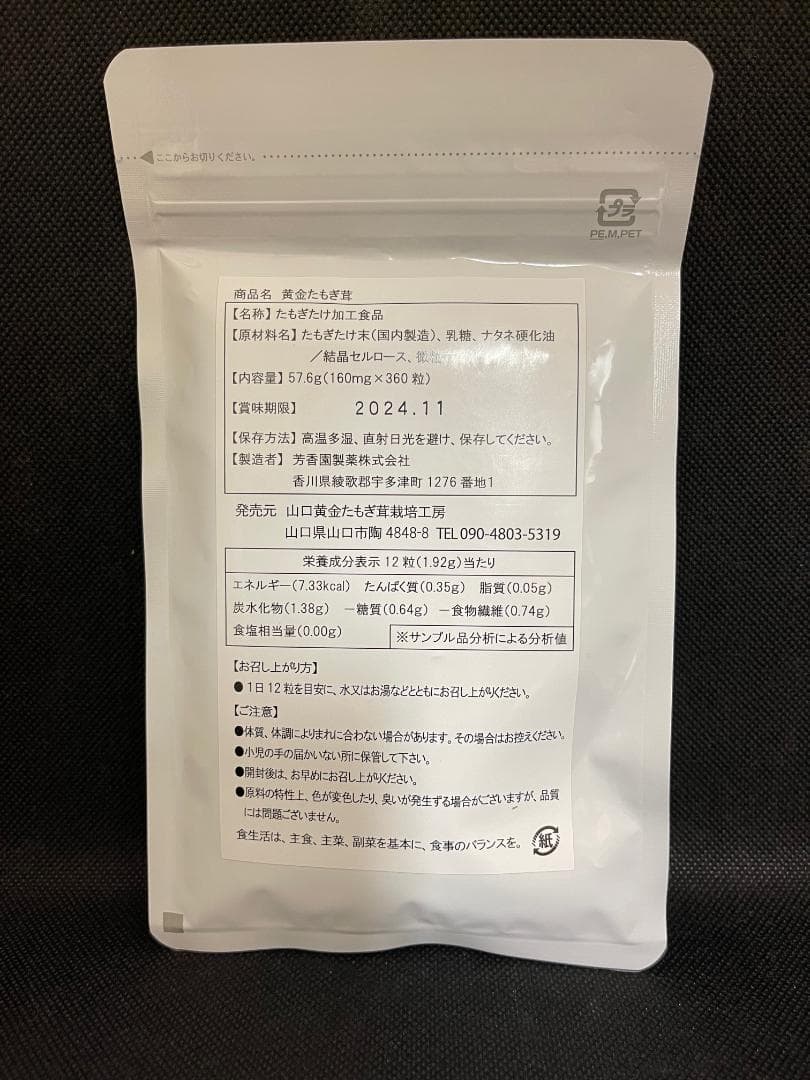 ここからお切りください。
プラ
PE,M,PET
商品名 黄金たもぎ茸
【名称】たもぎたけ加工食品
【原材料名】たもぎたけ末(国内製造)、乳糖、ナタネ硬化油
/結晶セルロース、
【内容量】57.6g(160mg×360粒)
【賞味期限】 2024.11
【保存方法】高温多湿、直射日光を避け、保存してください。
【製造者】芳香園製薬株式会社
香川県綾歌郡宇多津町1276番地1
発売元 山口黄金たもぎ茸栽培工房
山口県山口市陶4848-8 TEL090-4803-5319
栄養成分表示12粒(1.92g)当たり
エネルギー(7.33kcal) たんぱく質(0.35g) 脂質(0.05g)
炭水化物(1.38g) -糖質(0.64g) -食物繊維(0.74g)
食塩相当量(0.00g) ※サンプル品分析による分析値
【お召し上がり方】
●1日12粒を目安に、水又はお湯などとともにお召し上がりください。
【ご注意】
●体質、体調によりまれに合わない場合があります。その場合はお控えください。
●小児の手の届かいない所に保管して下さい。
●開封後は、お早めにお召し上がりください。
●原料の特性上、色が変色したり、臭いが発生する場合がございますが、品質
には問題ございません。
食生活は、主食、主菜、副菜を基本に、食事のバランスを。 紙